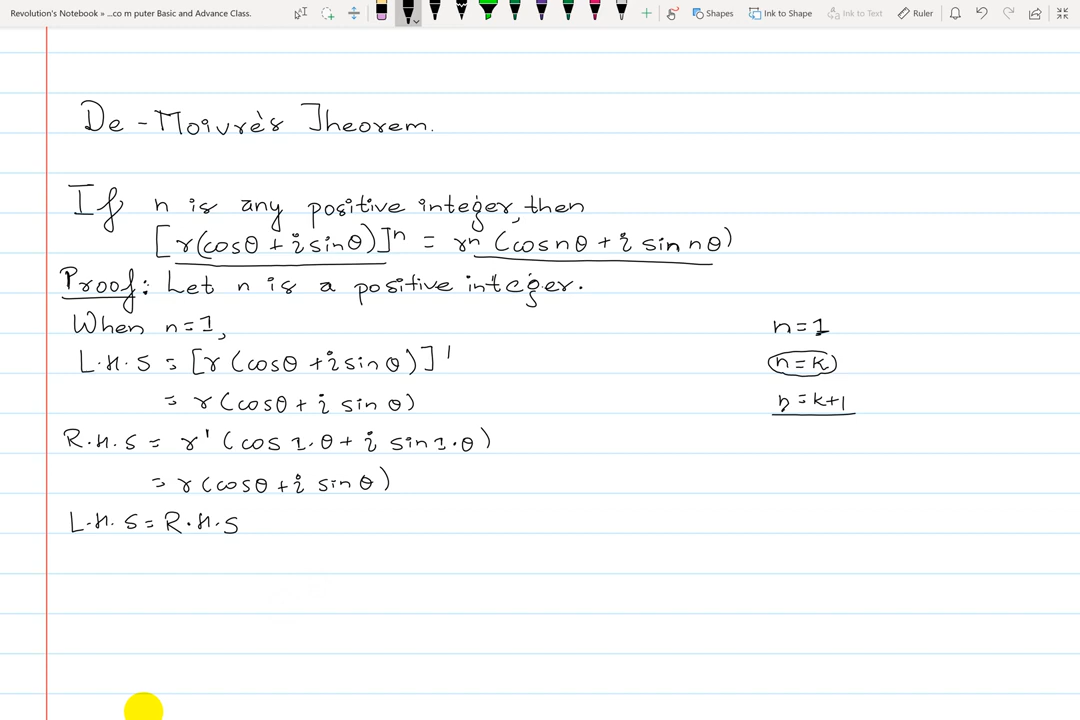 Revolution's Notebook » ...co m puter Basic and Advance Class.
Shapes
Ink to Shape
Ink to Text
Ruler
De-Moivre's Theorem.
If n is any positive integer, then
[r(cosθ + i sinθ)]ⁿ = rⁿ (cos nθ + i sin nθ)
Proof: Let n is a positive integer.
When n=1,
n=1
L.H.S = [r (cosθ + i sinθ)]¹
n=k
= r (cosθ + i sinθ)
n=k+1
R.H.S = r¹ (cos 1.θ + i sin 1.θ)
= r (cosθ + i sinθ)
L.H.S = R.H.S